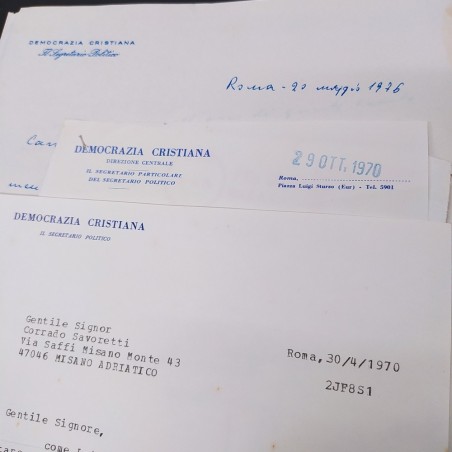 DEMOCRAZIA CRISTIANA
Il Segretario Politico
Roma - 20 maggio 1976
DEMOCRAZIA CRISTIANA
DIREZIONE CENTRALE
IL SEGRETARIO PARTICOLARE
DEL SEGRETARIO POLITICO
29 OTT. 1970
Roma,
Piazza Luigi Sturzo (Eur) - Tel. 5901
DEMOCRAZIA CRISTIANA
IL SEGRETARIO POLITICO
Gentile Signor
Corrado Savoretti
Via Saffi Misano Monte 43
47046 MISANO ADRIATICO
Roma, 30/4/1970
2JF8S1
Gentile Signore,
come